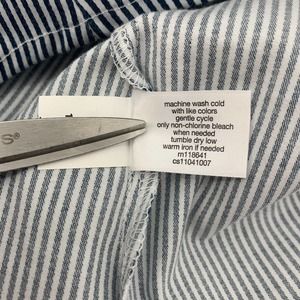 machine wash cold
with like colors
gentle cycle
only non-chlorine bleach
when needed
tumble dry low
warm iron if needed
m118641
cs11041007
S®